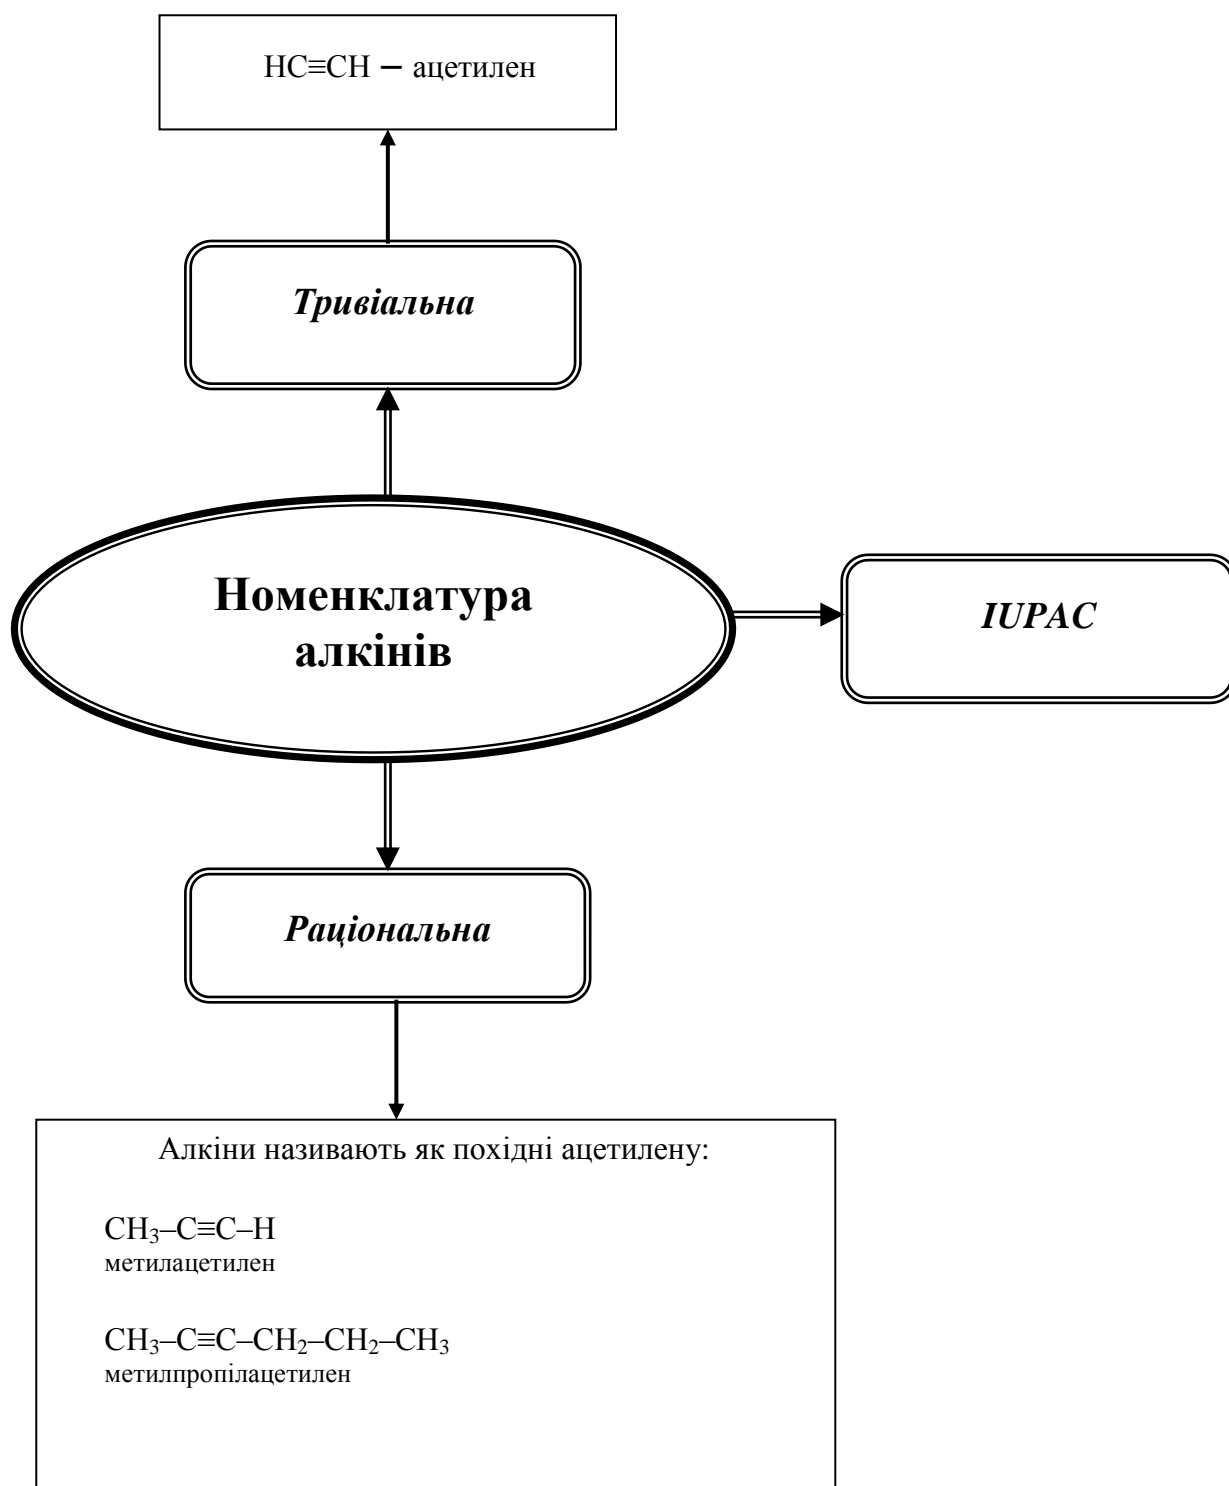 HC≡CH – ацетилен
Тривіальна
Номенклатура
алкінів
IUPAC
Раціональна
Алкіни називають як похідні ацетилену:
CH₃–C≡C–H
метилацетилен
CH₃–C≡C–CH₂–CH₂–CH₃
метилпропілацетилен